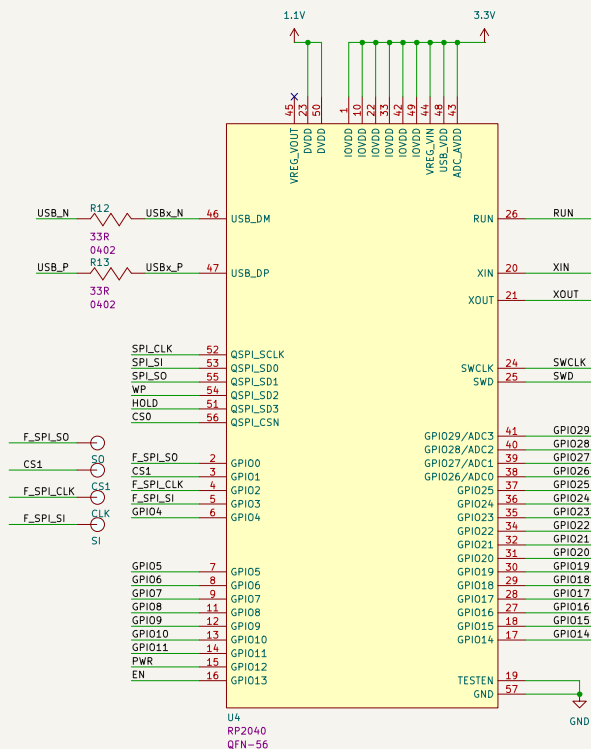 1.1V
3.3V
45
23
50
1
10
22
33
42
49
44
48
43
VREG_VOUT
DVDD
DVDD
IOVDD
IOVDD
IOVDD
IOVDD
IOVDD
IOVDD
VREG_VIN
USB_VDD
ADC_AVDD
USB_N R12 USBx_N 46 USB_DM
33R
0402
USB_P R13 USBx_P 47 USB_DP
33R
0402
RUN 26 RUN
XIN 20 XIN
XOUT 21 XOUT
SPI_CLK 52 QSPI_SCLK
SPI_SI 53 QSPI_SD0
SPI_SO 55 QSPI_SD1
WP 54 QSPI_SD2
HOLD 51 QSPI_SD3
CS0 56 QSPI_CSN
SWCLK 24 SWCLK
SWD 25 SWD
F_SPI_SO SO
CS1 CS1
F_SPI_CLK CLK
F_SPI_SI SI
F_SPI_SO 2 GPIO0
CS1 3 GPIO1
F_SPI_CLK 4 GPIO2
F_SPI_SI 5 GPIO3
GPIO4 6 GPIO4
GPIO5 7 GPIO5
GPIO6 8 GPIO6
GPIO7 9 GPIO7
GPIO8 11 GPIO8
GPIO9 12 GPIO9
GPIO10 13 GPIO10
GPIO11 14 GPIO11
PWR 15 GPIO12
EN 16 GPIO13
GPIO29/ADC3 41 GPIO29
GPIO28/ADC2 40 GPIO28
GPIO27/ADC1 39 GPIO27
GPIO26/ADC0 38 GPIO26
GPIO25 37 GPIO25
GPIO24 36 GPIO24
GPIO23 35 GPIO23
GPIO22 34 GPIO22
GPIO21 32 GPIO21
GPIO20 31 GPIO20
GPIO19 30 GPIO19
GPIO18 29 GPIO18
GPIO17 28 GPIO17
GPIO16 27 GPIO16
GPIO15 18 GPIO15
GPIO14 17 GPIO14
TESTEN 19
GND 57
GND
U4
RP2040
QFN-56